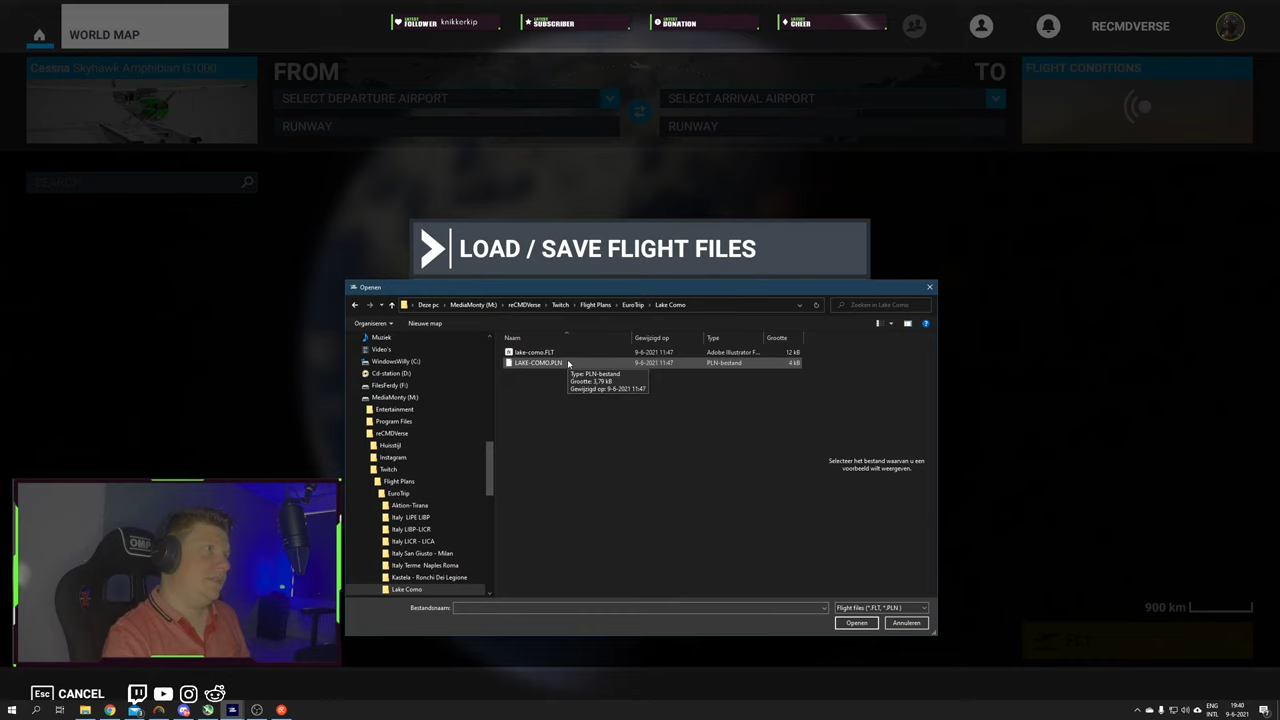 WORLD MAP
LATEST FOLLOWER knikkerkip
LATEST SUBSCRIBER
LATEST DONATION
LATEST CHEER
RECMDVERSE
Cessna Skyhawk Amphibian G1000
FROM
TO
FLIGHT CONDITIONS
SELECT DEPARTURE AIRPORT
SELECT ARRIVAL AIRPORT
RUNWAY
RUNWAY
SEARCH
LOAD / SAVE FLIGHT FILES
Openen
Deze pc › MediaMonty (M:) › reCMDVerse › Twitch › Flight Plans › EuroTrip › Lake Como
Zoeken in Lake Como
Organiseren
Nieuwe map
Naam
Gewijzigd op
Type
Grootte
lake-como.FLT
9-6-2021 11:47
Adobe Illustrator F...
12 kB
LAKE-COMO.PLN
9-6-2021 11:47
PLN-bestand
4 kB
Type: PLN-bestand
Grootte: 3,79 kB
Gewijzigd op: 9-6-2021 11:47
Muziek
Video's
WindowsWilly (C:)
Cd-station (D:)
FilesFerdy (F:)
MediaMonty (M:)
Entertainment
Program Files
reCMDVerse
Huisstijl
Instagram
Twitch
Flight Plans
EuroTrip
Aktion-Tirana
Italy LIPE LIBP
Italy LIBP-LICR
Italy LICR - LICA
Italy San Giusto - Milan
Italy Terme Naples Roma
Kastela - Ronchi Dei Legione
Lake Como
Selecteer het bestand waarvan u een
voorbeeld wilt weergeven.
Bestandsnaam:
Flight files (*.FLT, *.PLN )
Openen
Annuleren
900 km
FLY
OMP
Esc CANCEL
ENG
INTL
19:40
9-6-2021